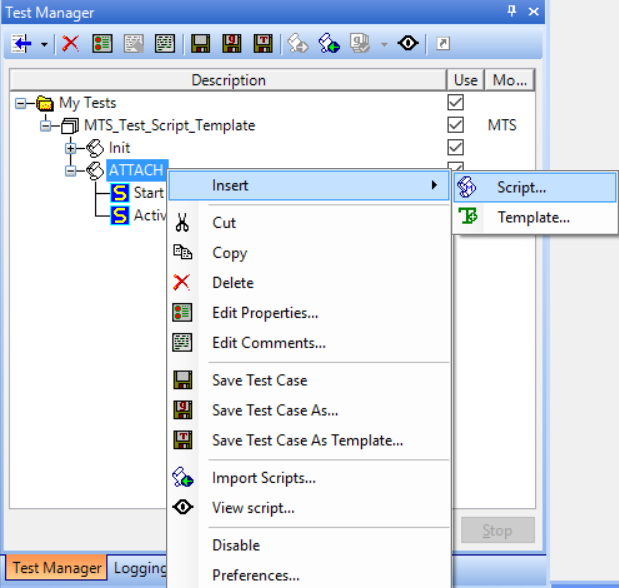 Test Manager
Description Use Mo...
My Tests
MTS_Test_Script_Template MTS
Init
ATTACH
Insert Script...
Start
Template...
Activ
Cut
Copy
Delete
Edit Properties...
Edit Comments...
Save Test Case
Save Test Case As...
Save Test Case As Template...
Import Scripts...
View script...
Stop
Disable
Test Manager Logging
Preferences...